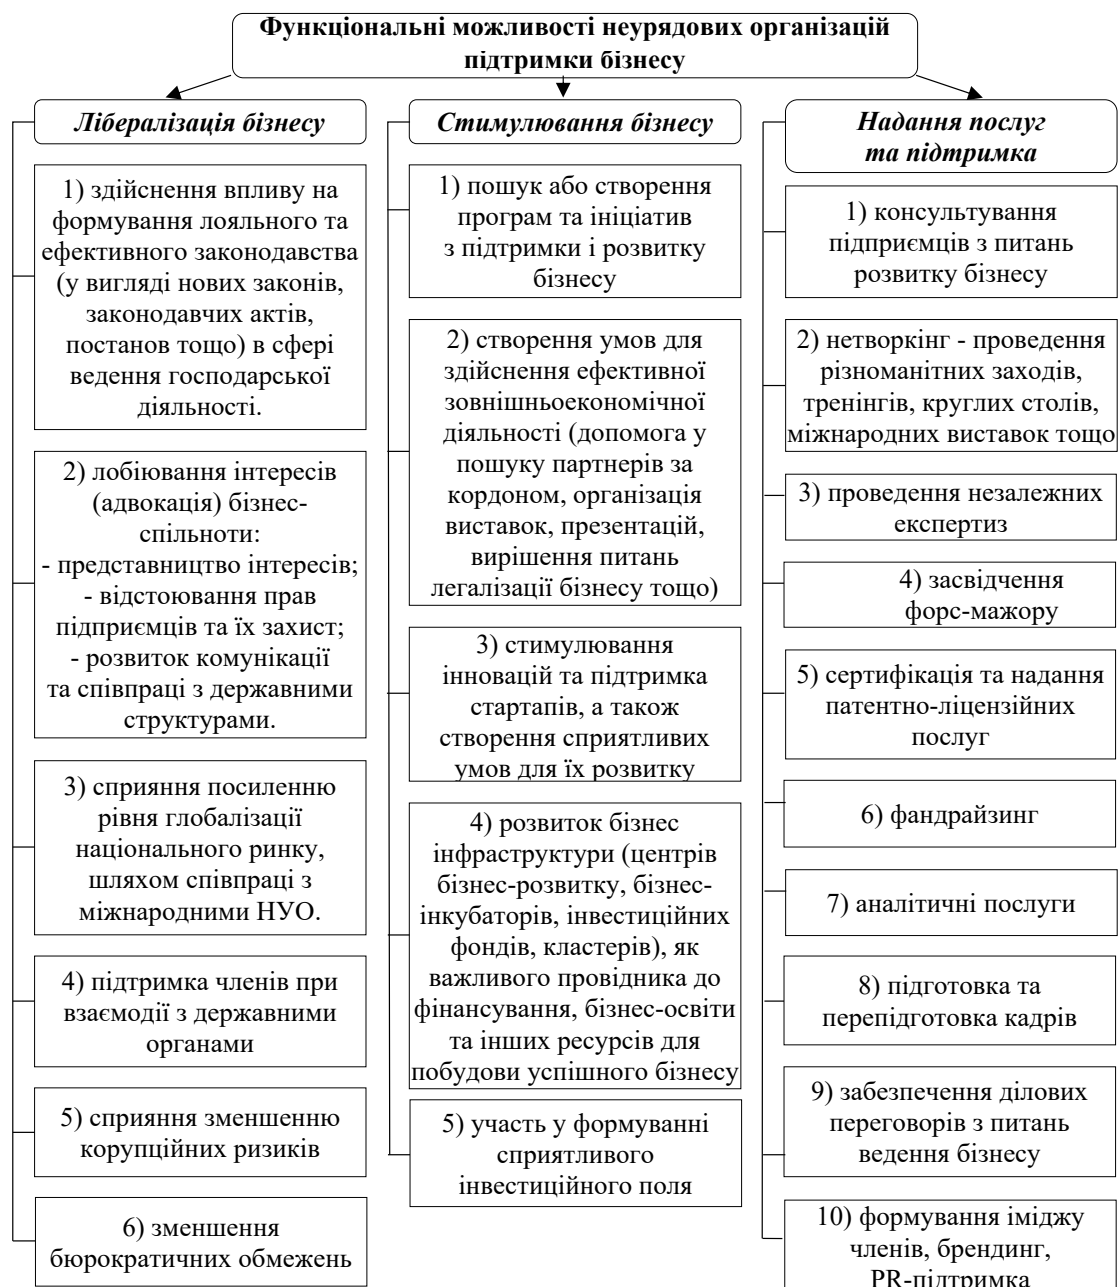 Функціональні можливості неурядових організацій
підтримки бізнесу
Лібералізація бізнесу
1) здійснення впливу на
формування лояльного та
ефективного законодавства
(у вигляді нових законів,
законодавчих актів,
постанов тощо) в сфері
ведення господарської
діяльності.
2) лобіювання інтересів
(адвокація) бізнес-
спільноти:
- представництво інтересів;
- відстоювання прав
підприємців та їх захист;
- розвиток комунікації
та співпраці з державними
структурами.
3) сприяння посиленню
рівня глобалізації
національного ринку,
шляхом співпраці з
міжнародними НУО.
4) підтримка членів при
взаємодії з державними
органами
5) сприяння зменшенню
корупційних ризиків
6) зменшення
бюрократичних обмежень
Стимулювання бізнесу
1) пошук або створення
програм та ініціатив
з підтримки і розвитку
бізнесу
2) створення умов для
здійснення ефективної
зовнішньоекономічної
діяльності (допомога у
пошуку партнерів за
кордоном, організація
виставок, презентацій,
вирішення питань
легалізації бізнесу тощо)
3) стимулювання
інновацій та підтримка
стартапів, а також
створення сприятливих
умов для їх розвитку
4) розвиток бізнес
інфраструктури (центрів
бізнес-розвитку, бізнес-
інкубаторів, інвестиційних
фондів, кластерів), як
важливого провідника до
фінансування, бізнес-освіти
та інших ресурсів для
побудови успішного бізнесу
5) участь у формуванні
сприятливого
інвестиційного поля
Надання послуг
та підтримка
1) консультування
підприємців з питань
розвитку бізнесу
2) нетворкінг - проведення
різноманітних заходів,
тренінгів, круглих столів,
міжнародних виставок тощо
3) проведення незалежних
експертиз
4) засвідчення
форс-мажору
5) сертифікація та надання
патентно-ліцензійних
послуг
6) фандрайзинг
7) аналітичні послуги
8) підготовка та
перепідготовка кадрів
9) забезпечення ділових
переговорів з питань
ведення бізнесу
10) формування іміджу
членів, брендинг,
PR-підтримка